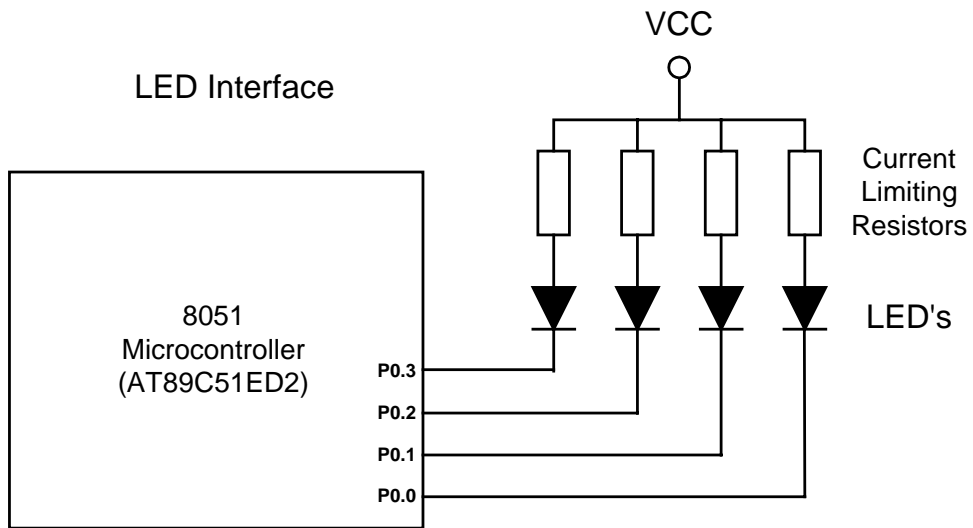 VCC
LED Interface
Current
Limiting
Resistors
8051
Microcontroller
(AT89C51ED2)
LED's
P0.3
P0.2
P0.1
P0.0